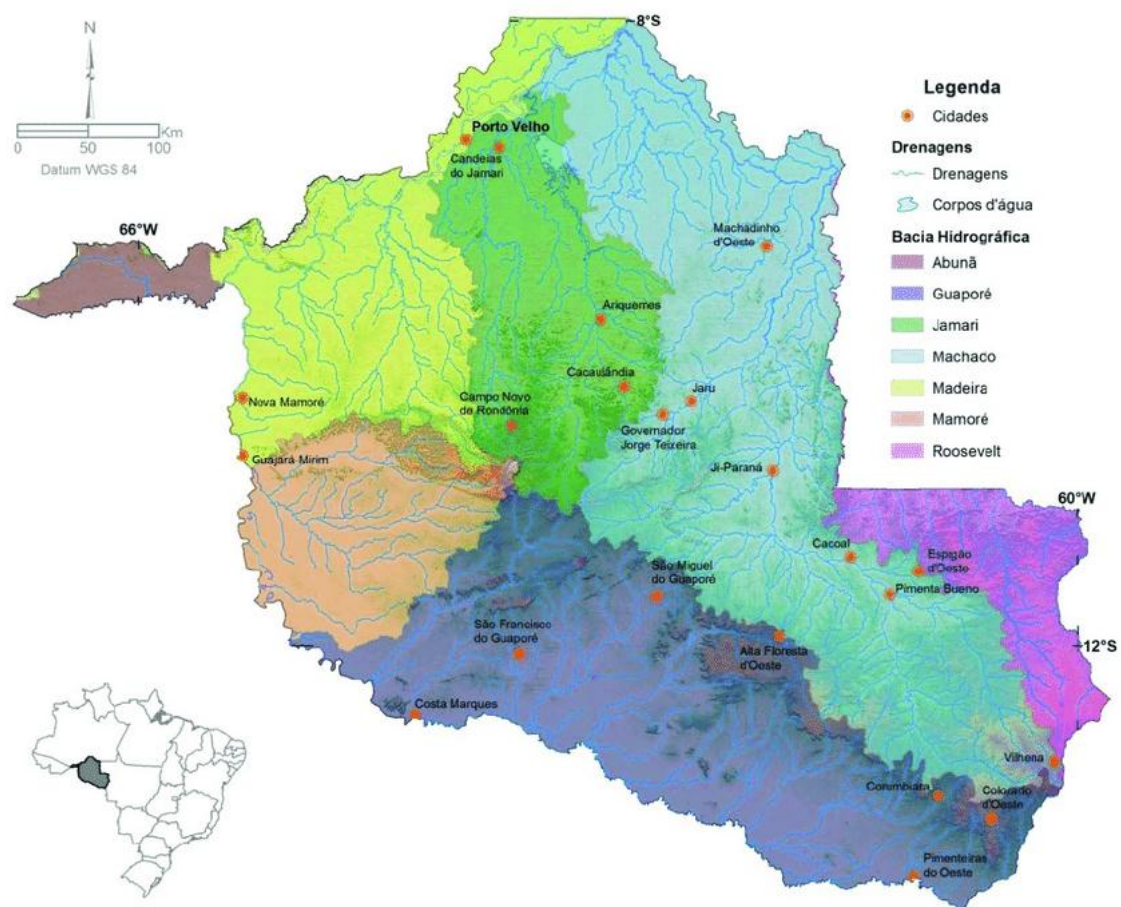 N
0 50 100 Km
Datum WGS 84
8°S
66°W
60°W
12°S
Legenda
Cidades
Drenagens
Drenagens
Corpos d'água
Bacia Hidrográfica
Abunã
Guaporé
Jamari
Machaco
Madeira
Mamoré
Roosevelt
Porto Velho
Candeias
do Jamari
Machadinho
d'Oeste
Ariquemes
Cacaulândia
Jaru
Nova Mamoré
Campo Novo
de Rondônia
Governador
Jorge Teixeira
Guajará-Mirim
Ji-Paraná
Cacoal
Espigão
d'Oeste
Pimenta Bueno
São Miguel
do Guaporé
São Francisco
do Guaporé
Alta Floresta
d'Oeste
Costa Marques
Vilhena
Corumbiara
Colorado
d'Oeste
Pimenteiras
do Oeste